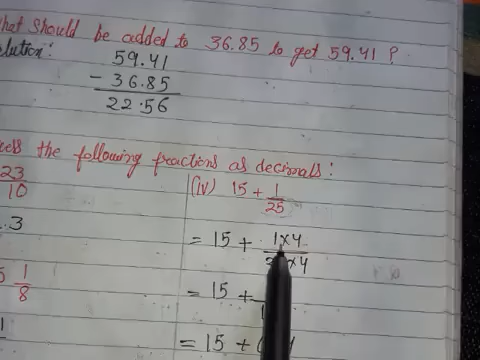 hat should be added to 36.85 to get 59.41?
olution:
59.41
- 36.85
22.56
ess the following fractions as decimals:
23
10
.3
5 1
8
1
(iv) 15 + 1
25
= 15 + 1×4
×4
= 15 +
1
= 15 +